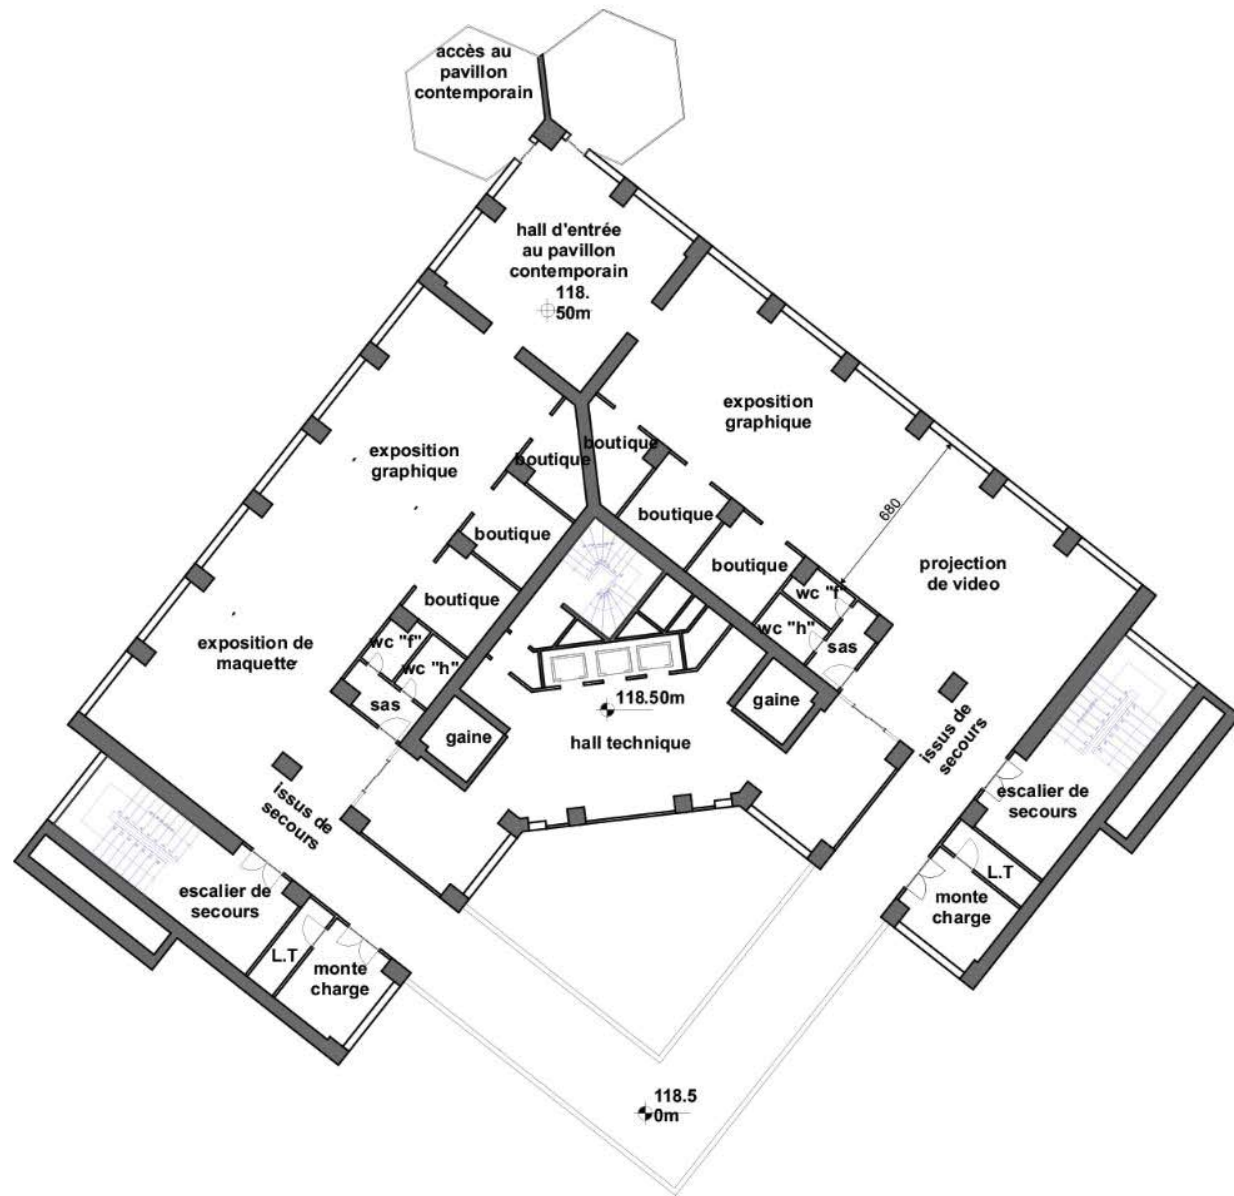 accès au
pavillon
contemporain
hall d'entrée
au pavillon
contemporain
118.
50m
exposition
graphique
exposition
graphique
boutique
boutique
boutique
boutique
boutique
boutique
680
projection
de video
wc "f"
wc "h"
sas
exposition de
maquette
wc "f"
wc "h"
sas
gaine
gaine
118.50m
hall technique
issus de
secours
issus de
secours
escalier de
secours
escalier de
secours
L.T
monte
charge
L.T
monte
charge
118.5
0m